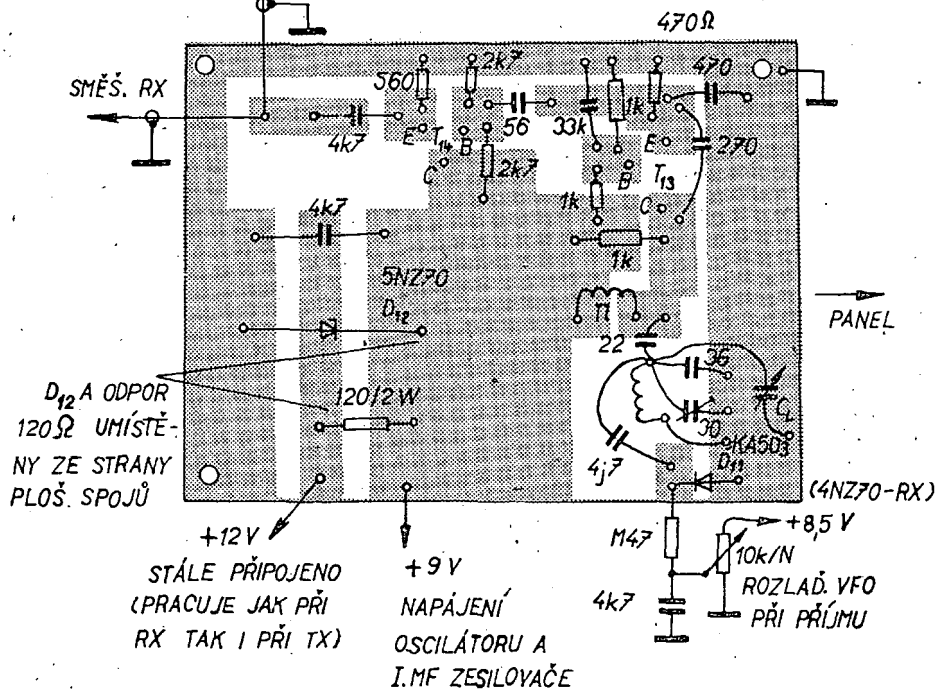 470Ω
SMĚŠ. RX
560
2k7
470
4k7
E
T14
B
56
33k
1k
E
270
C
2k7
B
T13
1k
C
4k7
1k
5NZ70
D12
Π
22
PANEL
36
D12 A ODPOR
120Ω UMÍSTĚ-
NY ZE STRANY
PLOŠ. SPOJŮ
120/2W
30
CL
KA503
4j7
D11
(4NZ70-RX)
+12V
STÁLE PŘIPOJENO
(PRACUJE JAK PŘI
RX TAK I PŘI TX)
+9V
NAPÁJENÍ
OSCILÁTORU A
I.MF ZESILOVAČE
M47
+8,5 V
10k/N
4k7
ROZLAĎ. VFO
PŘI PŘÍJMU